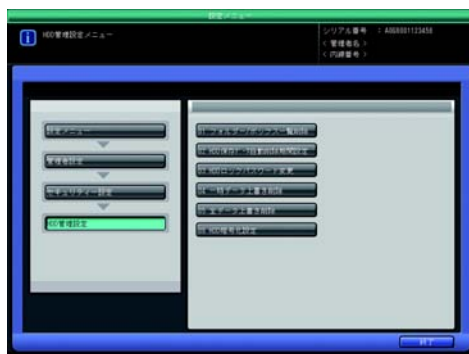 設定メニュー
HDD管理設定メニュー
シリアル番号 :
< 管理者名 >
< 内線番号 >
設定メニュー
管理者設定
セキュリティー設定
HDD管理設定
01 フォルダー/ボックス一覧削除
02 HDD保存データ自動削除期間設定
03 HDDロックパスワード変更
04 一時データ上書き削除
05 全データ上書き削除
06 HDD暗号化設定
終了